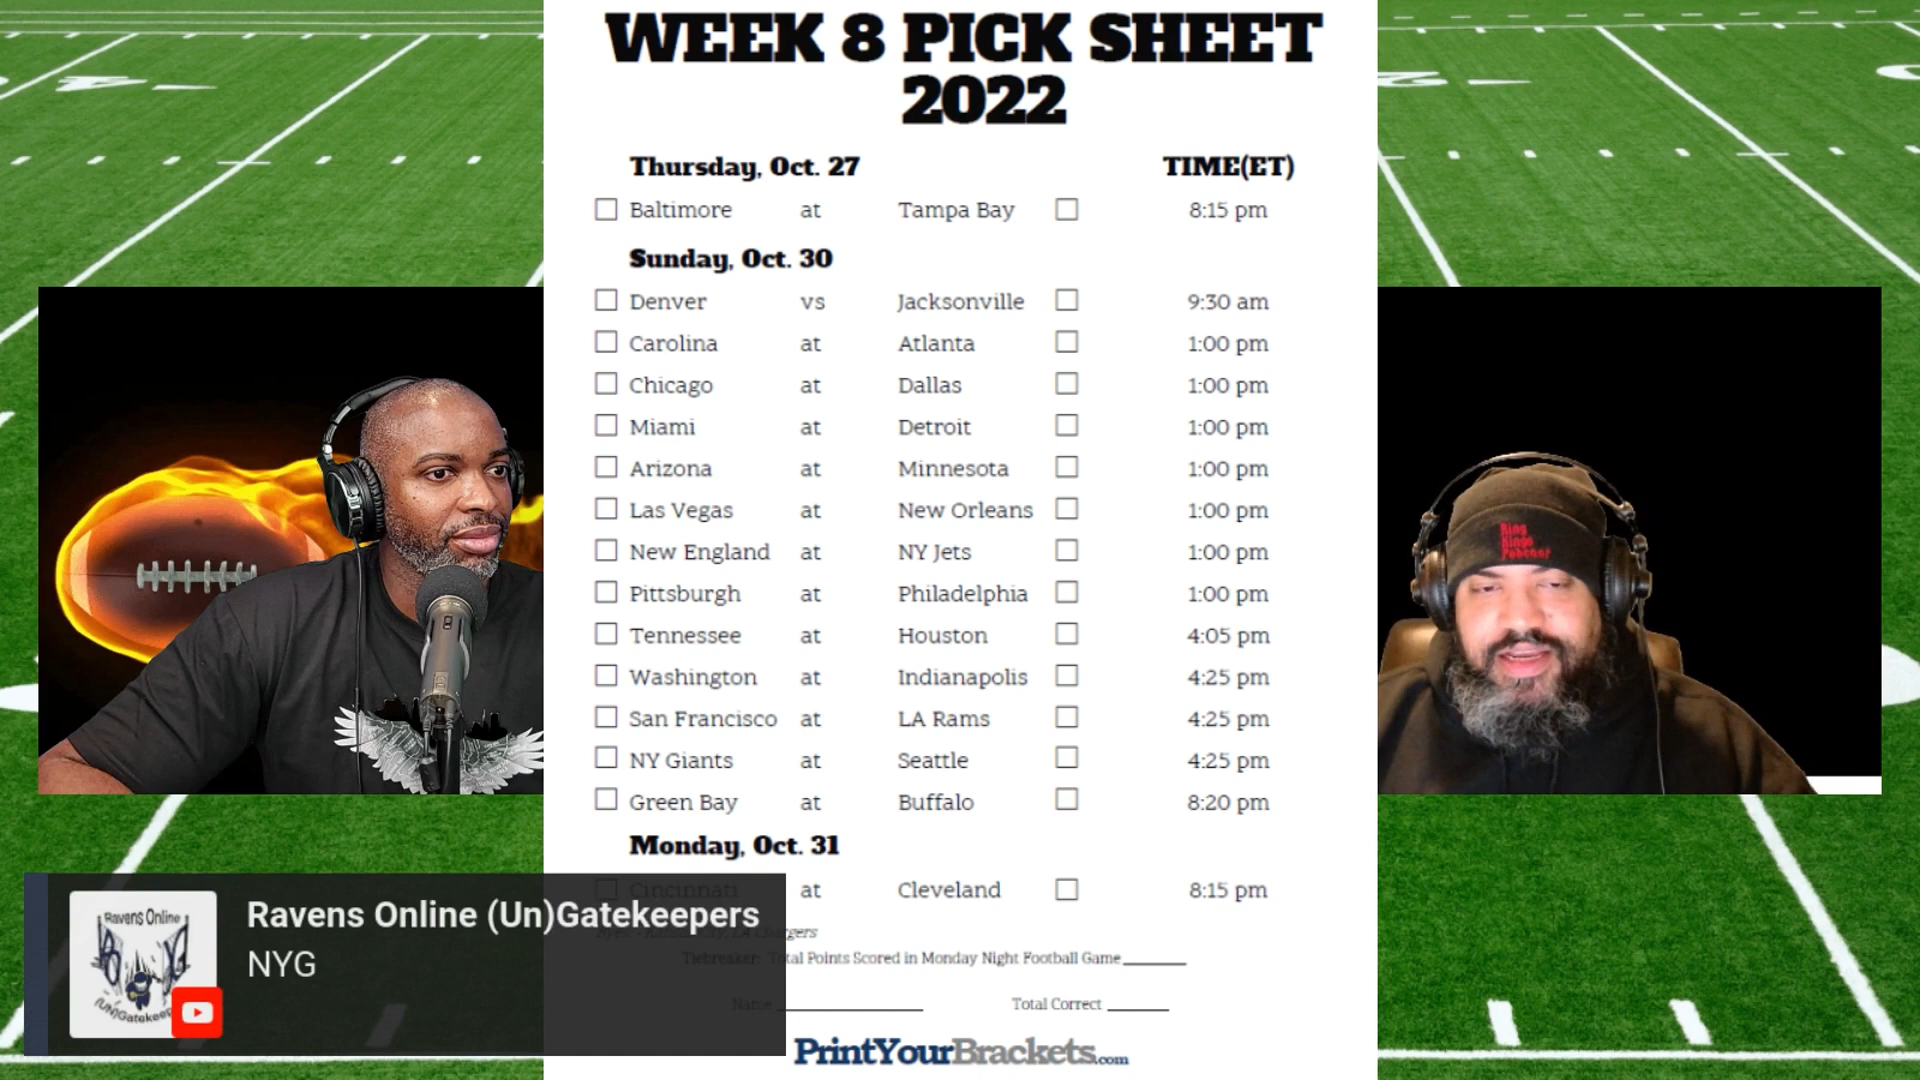 WEEK 8 PICK SHEET
2022
Thursday, Oct. 27 TIME(ET)
Baltimore at Tampa Bay 8:15 pm
Sunday, Oct. 30
Denver vs Jacksonville 9:30 am
Carolina at Atlanta 1:00 pm
Chicago at Dallas 1:00 pm
Miami at Detroit 1:00 pm
Arizona at Minnesota 1:00 pm
Las Vegas at New Orleans 1:00 pm
New England at NY Jets 1:00 pm
Pittsburgh at Philadelphia 1:00 pm
Tennessee at Houston 4:05 pm
Washington at Indianapolis 4:25 pm
San Francisco at LA Rams 4:25 pm
NY Giants at Seattle 4:25 pm
Green Bay at Buffalo 8:20 pm
Monday, Oct. 31
Cincinnati at Cleveland 8:15 pm
Tiebreaker: Total Points Scored in Monday Night Football Game
Name Total Correct
PrintYourBrackets.com
Ring
Kings
Podcast
Ravens Online
(Un)Gatekeepers
Ravens Online (Un)Gatekeepers
NYG